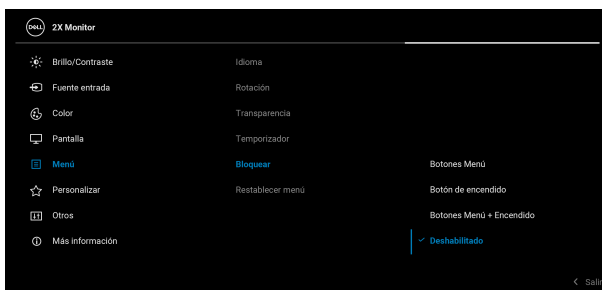 DELL 2X Monitor
Brillo/Contraste
Idioma
Fuente entrada
Rotación
Color
Transparencia
Pantalla
Temporizador
Menú
Bloquear
Botones Menú
Personalizar
Restablecer menú
Botón de encendido
Otros
Botones Menú + Encendido
Más información
Deshabilitado
Salir